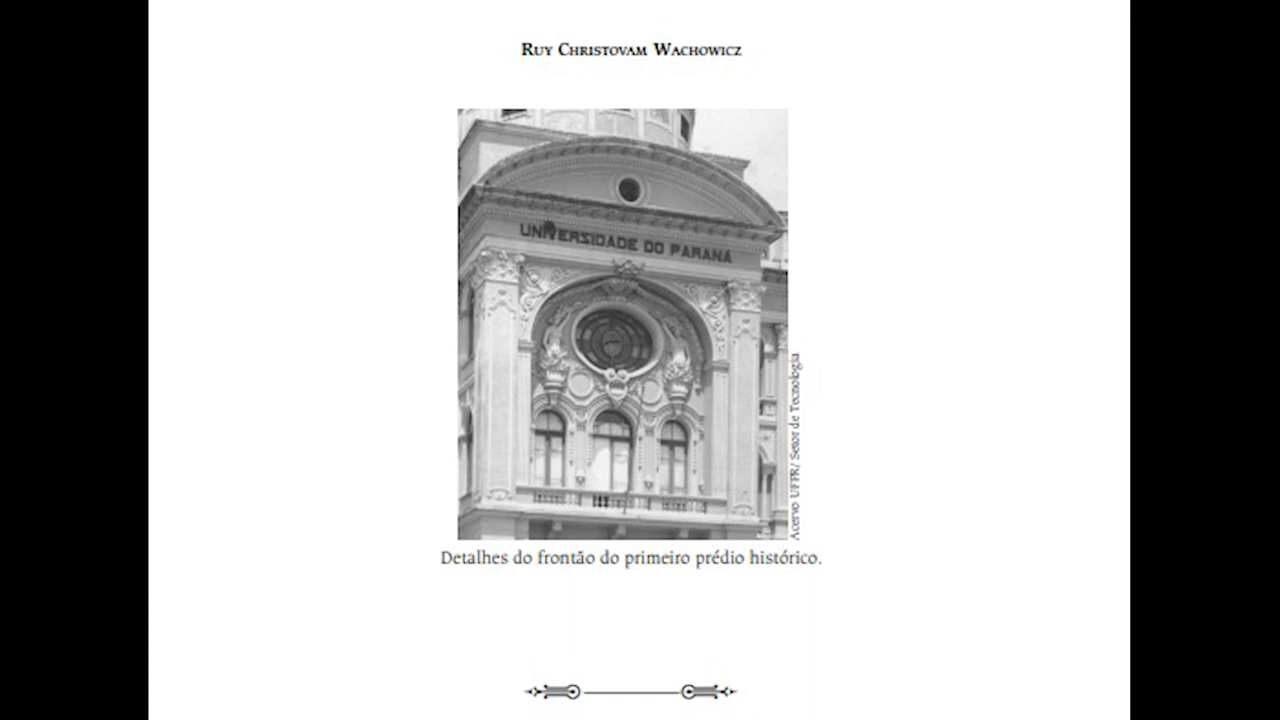 Ruy Christovam Wachowicz
UNIVERSIDADE DO PARANÁ
Acervo UFPR/ Setor de Tecnologia
Detalhes do frontão do primeiro prédio histórico.